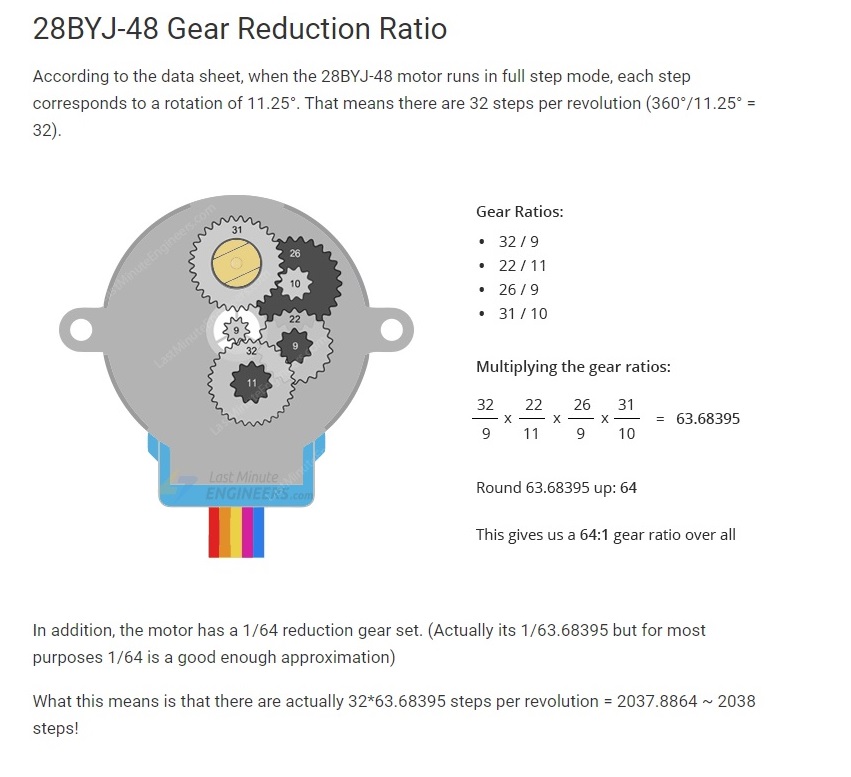 28BYJ-48 Gear Reduction Ratio
According to the data sheet, when the 28BYJ-48 motor runs in full step mode, each step
corresponds to a rotation of 11.25°. That means there are 32 steps per revolution (360°/11.25° =
32).
31
26
10
22
9
9
32
11
LastMinuteEngineers.com
Last Minute
ENGINEERS.com
Gear Ratios:
• 32 / 9
• 22 / 11
• 26 / 9
• 31 / 10
Multiplying the gear ratios:
32 22 26 31
x x x = 63.68395
9 11 9 10
Round 63.68395 up: 64
This gives us a 64:1 gear ratio over all
In addition, the motor has a 1/64 reduction gear set. (Actually its 1/63.68395 but for most
purposes 1/64 is a good enough approximation)
What this means is that there are actually 32*63.68395 steps per revolution = 2037.8864 ~ 2038
steps!